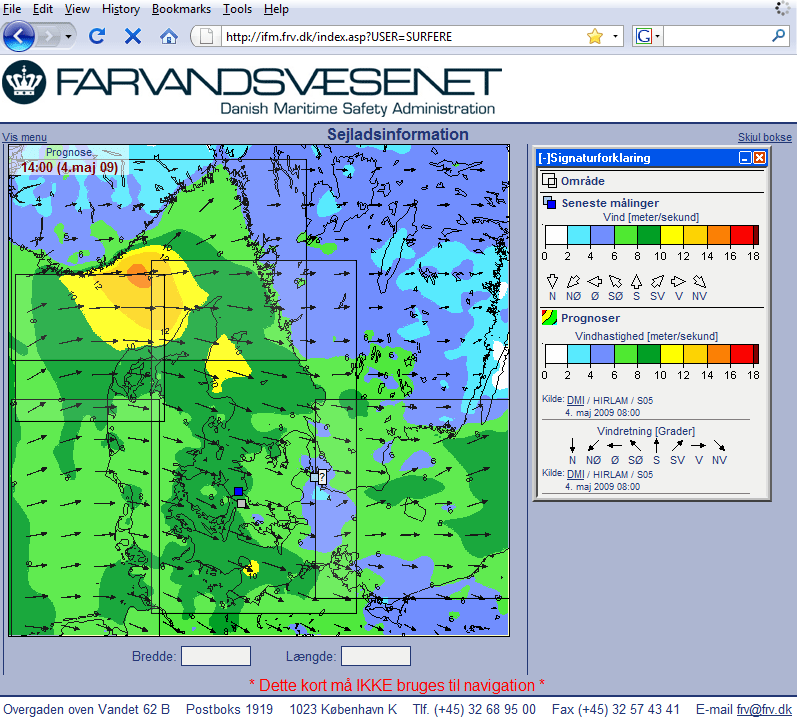 File Edit View History Bookmarks Tools Help
http://ifm.frv.dk/index.asp?USER=SURFERE
G
FARVANDSVÆSENET
Danish Maritime Safety Administration
Vis menu
Sejladsinformation
Skjul bokse
Prognose
14:00 (4.maj 09)
[-]Signaturforklaring
Område
Seneste målinger
Vind [meter/sekund]
0 2 4 6 8 10 12 14 16 18
N NØ Ø SØ S SV V NV
Prognoser
Vindhastighed [meter/sekund]
0 2 4 6 8 10 12 14 16 18
Kilde: DMI / HIRLAM / S05
4. maj 2009 08:00
Vindretning [Grader]
N NØ Ø SØ S SV V NV
Kilde: DMI / HIRLAM / S05
4. maj 2009 08:00
?
Bredde:
Længde:
* Dette kort må IKKE bruges til navigation *
Overgaden oven Vandet 62 B Postboks 1919 1023 København K Tlf. (+45) 32 68 95 00 Fax (+45) 32 57 43 41 E-mail frv@frv.dk